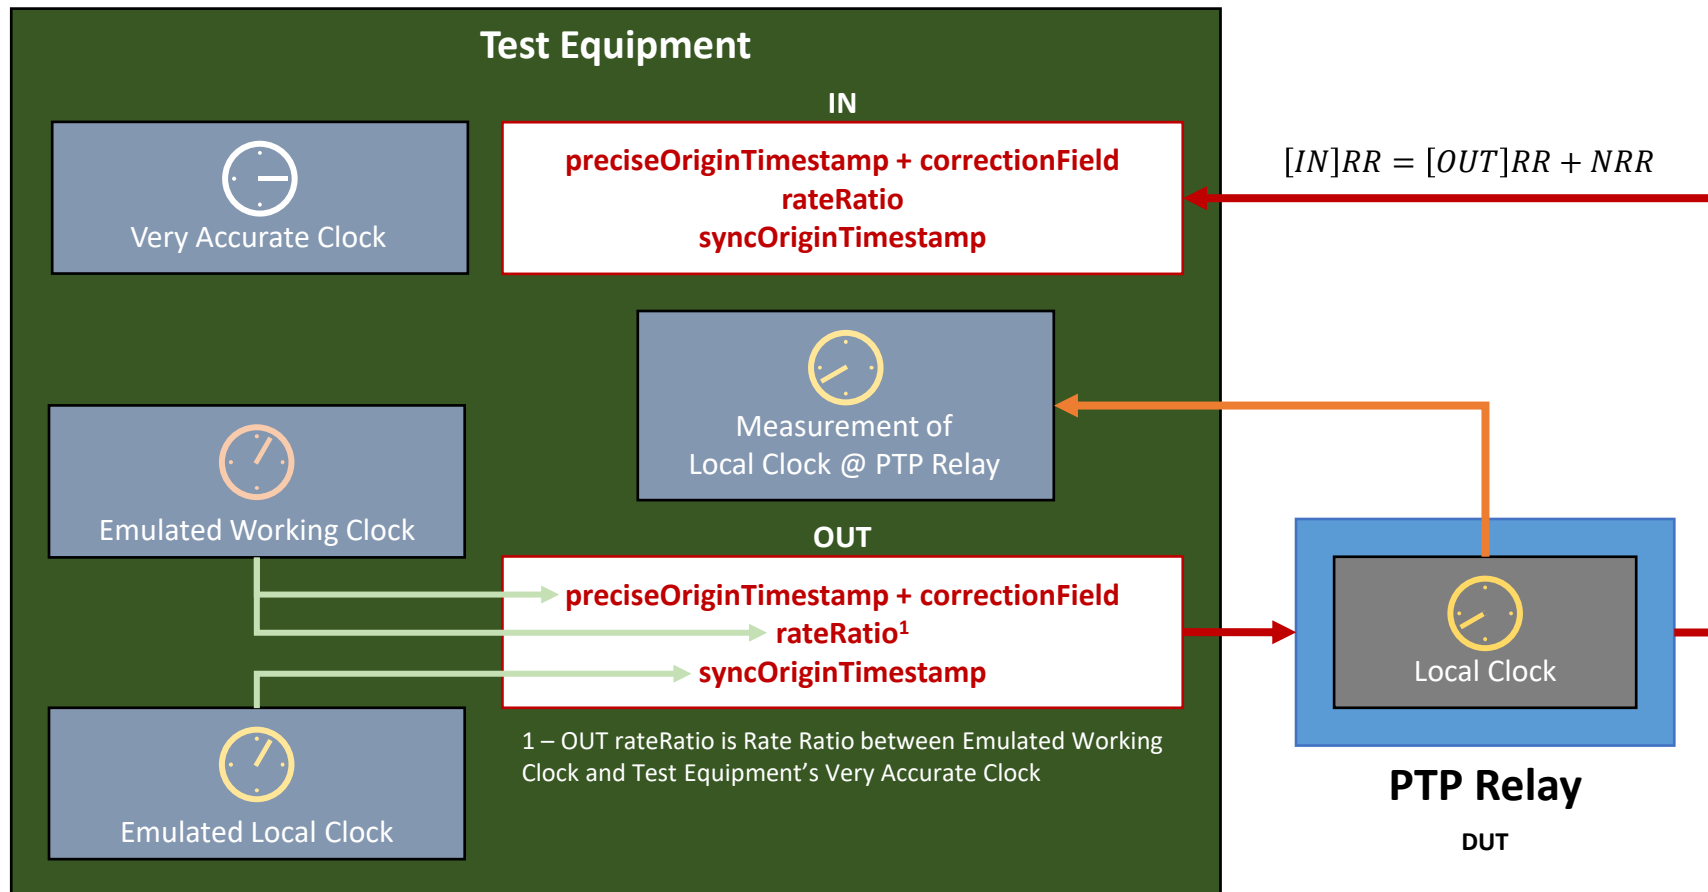 Test Equipment
IN
Very Accurate Clock
preciseOriginTimestamp + correctionField
rateRatio
syncOriginTimestamp
[IN]RR = [OUT]RR + NRR
Measurement of
Local Clock @ PTP Relay
Emulated Working Clock
OUT
preciseOriginTimestamp + correctionField
rateRatio¹
syncOriginTimestamp
Local Clock
1 – OUT rateRatio is Rate Ratio between Emulated Working
Clock and Test Equipment’s Very Accurate Clock
Emulated Local Clock
PTP Relay
DUT